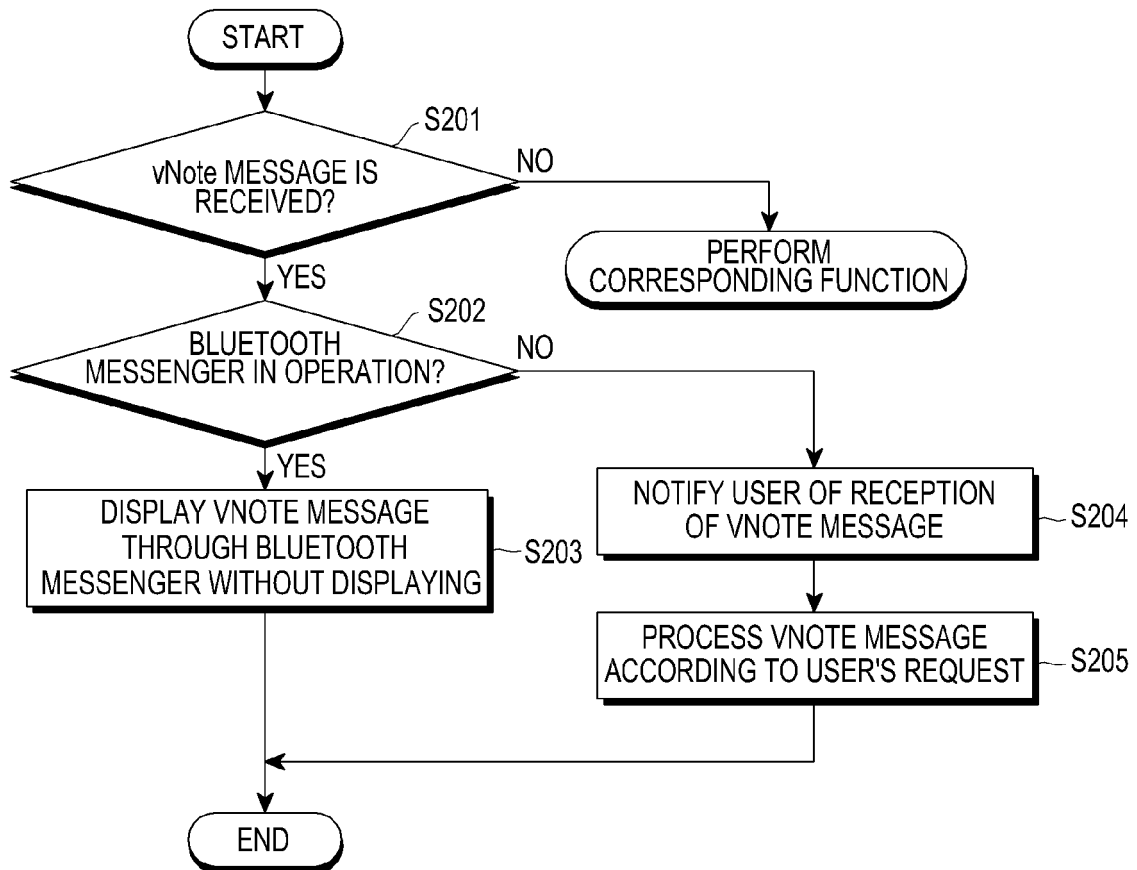 START
S201
vNote MESSAGE IS
RECEIVED?
NO
PERFORM
CORRESPONDING FUNCTION
YES
S202
BLUETOOTH
MESSENGER IN OPERATION?
NO
YES
DISPLAY VNOTE MESSAGE
THROUGH BLUETOOTH
MESSENGER WITHOUT DISPLAYING
S203
NOTIFY USER OF RECEPTION
OF VNOTE MESSAGE
S204
PROCESS VNOTE MESSAGE
ACCORDING TO USER'S REQUEST
S205
END